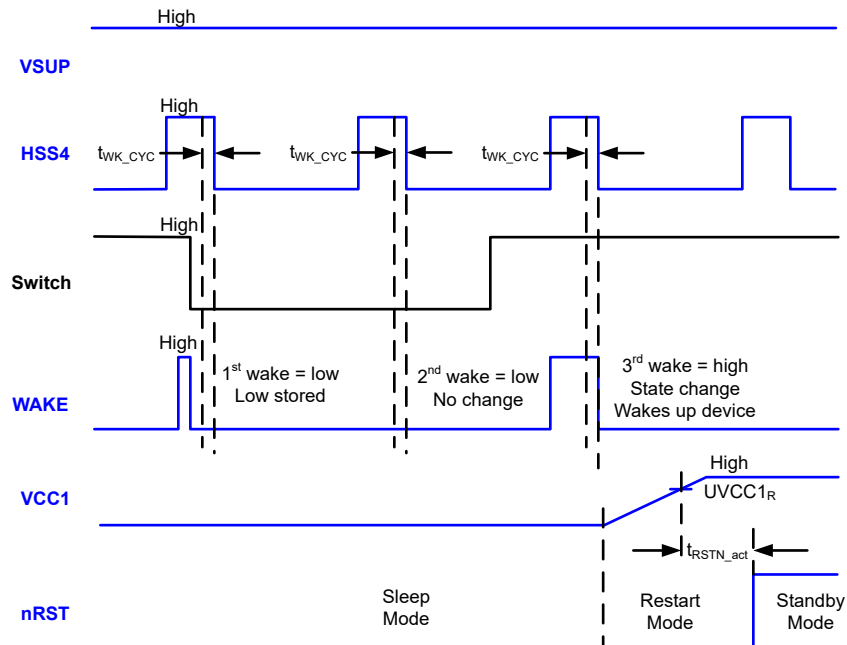 High
VSUP
High
HSS4
tWK_CYC
tWK_CYC
tWK_CYC
High
Switch
High
WAKE
1st wake = low
Low stored
2nd wake = low
No change
3rd wake = high
State change
Wakes up device
High
VCC1
UVCC1R
tRSTN_act
nRST
Sleep
Mode
Restart
Mode
Standby
Mode